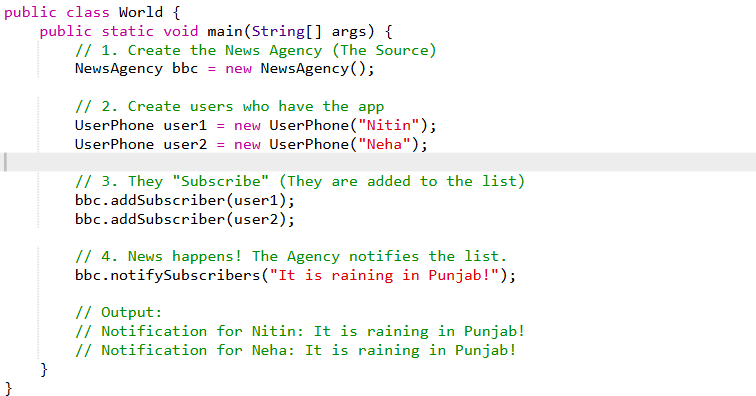 public class World {
    public static void main(String[] args) {
        // 1. Create the News Agency (The Source)
        NewsAgency bbc = new NewsAgency();

        // 2. Create users who have the app
        UserPhone user1 = new UserPhone("Nitin");
        UserPhone user2 = new UserPhone("Neha");

        // 3. They "Subscribe" (They are added to the list)
        bbc.addSubscriber(user1);
        bbc.addSubscriber(user2);

        // 4. News happens! The Agency notifies the list.
        bbc.notifySubscribers("It is raining in Punjab!");

        // Output:
        // Notification for Nitin: It is raining in Punjab!
        // Notification for Neha: It is raining in Punjab!
    }
}